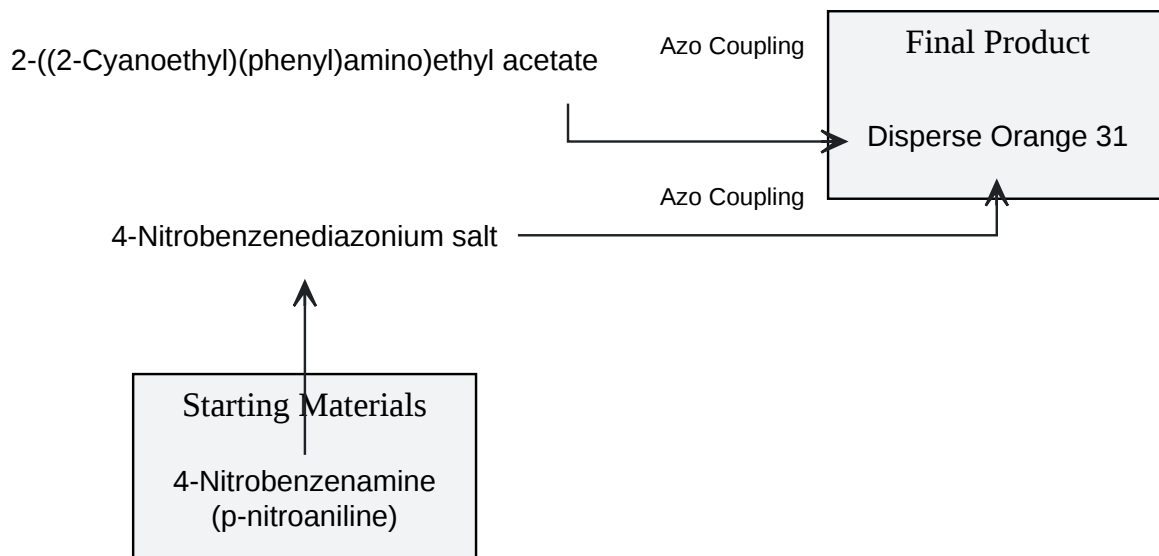 Azo Coupling
Final Product
2-((2-Cyanoethyl)(phenyl)amino)ethyl acetate
Disperse Orange 31
Azo Coupling
4-Nitrobenzenediazonium salt
Starting Materials
4-Nitrobenzenamine
(p-nitroaniline)